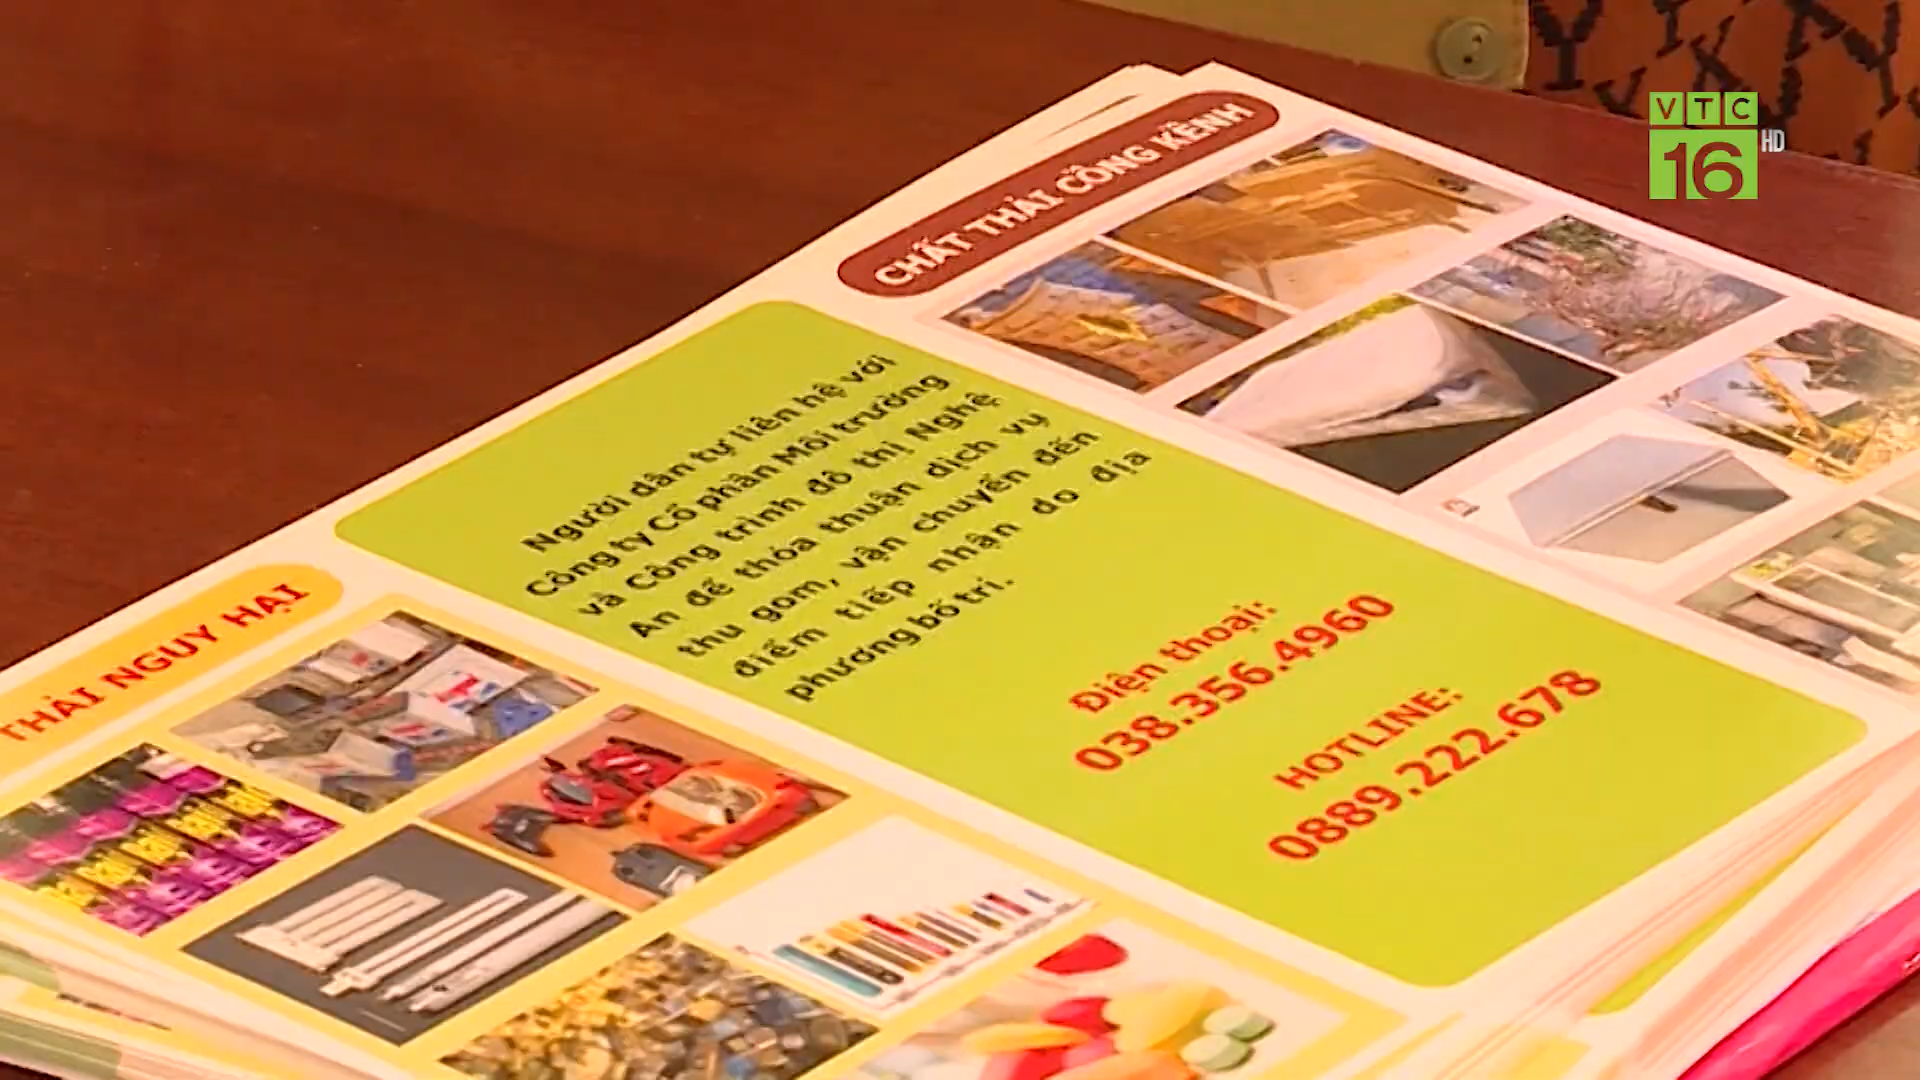 VTC
16 HD
CHẤT THẢI CỒNG KỀNH
Người dân tự liên hệ với
Công ty Cổ phần Môi trường
và Công trình đô thị Nghệ
An để thỏa thuận dịch vụ
thu gom, vận chuyển đến
điểm tiếp nhận do địa
phương bố trí.
Điện thoại:
038.356.4960
HOTLINE:
0889.222.678
THẢI NGUY HẠI